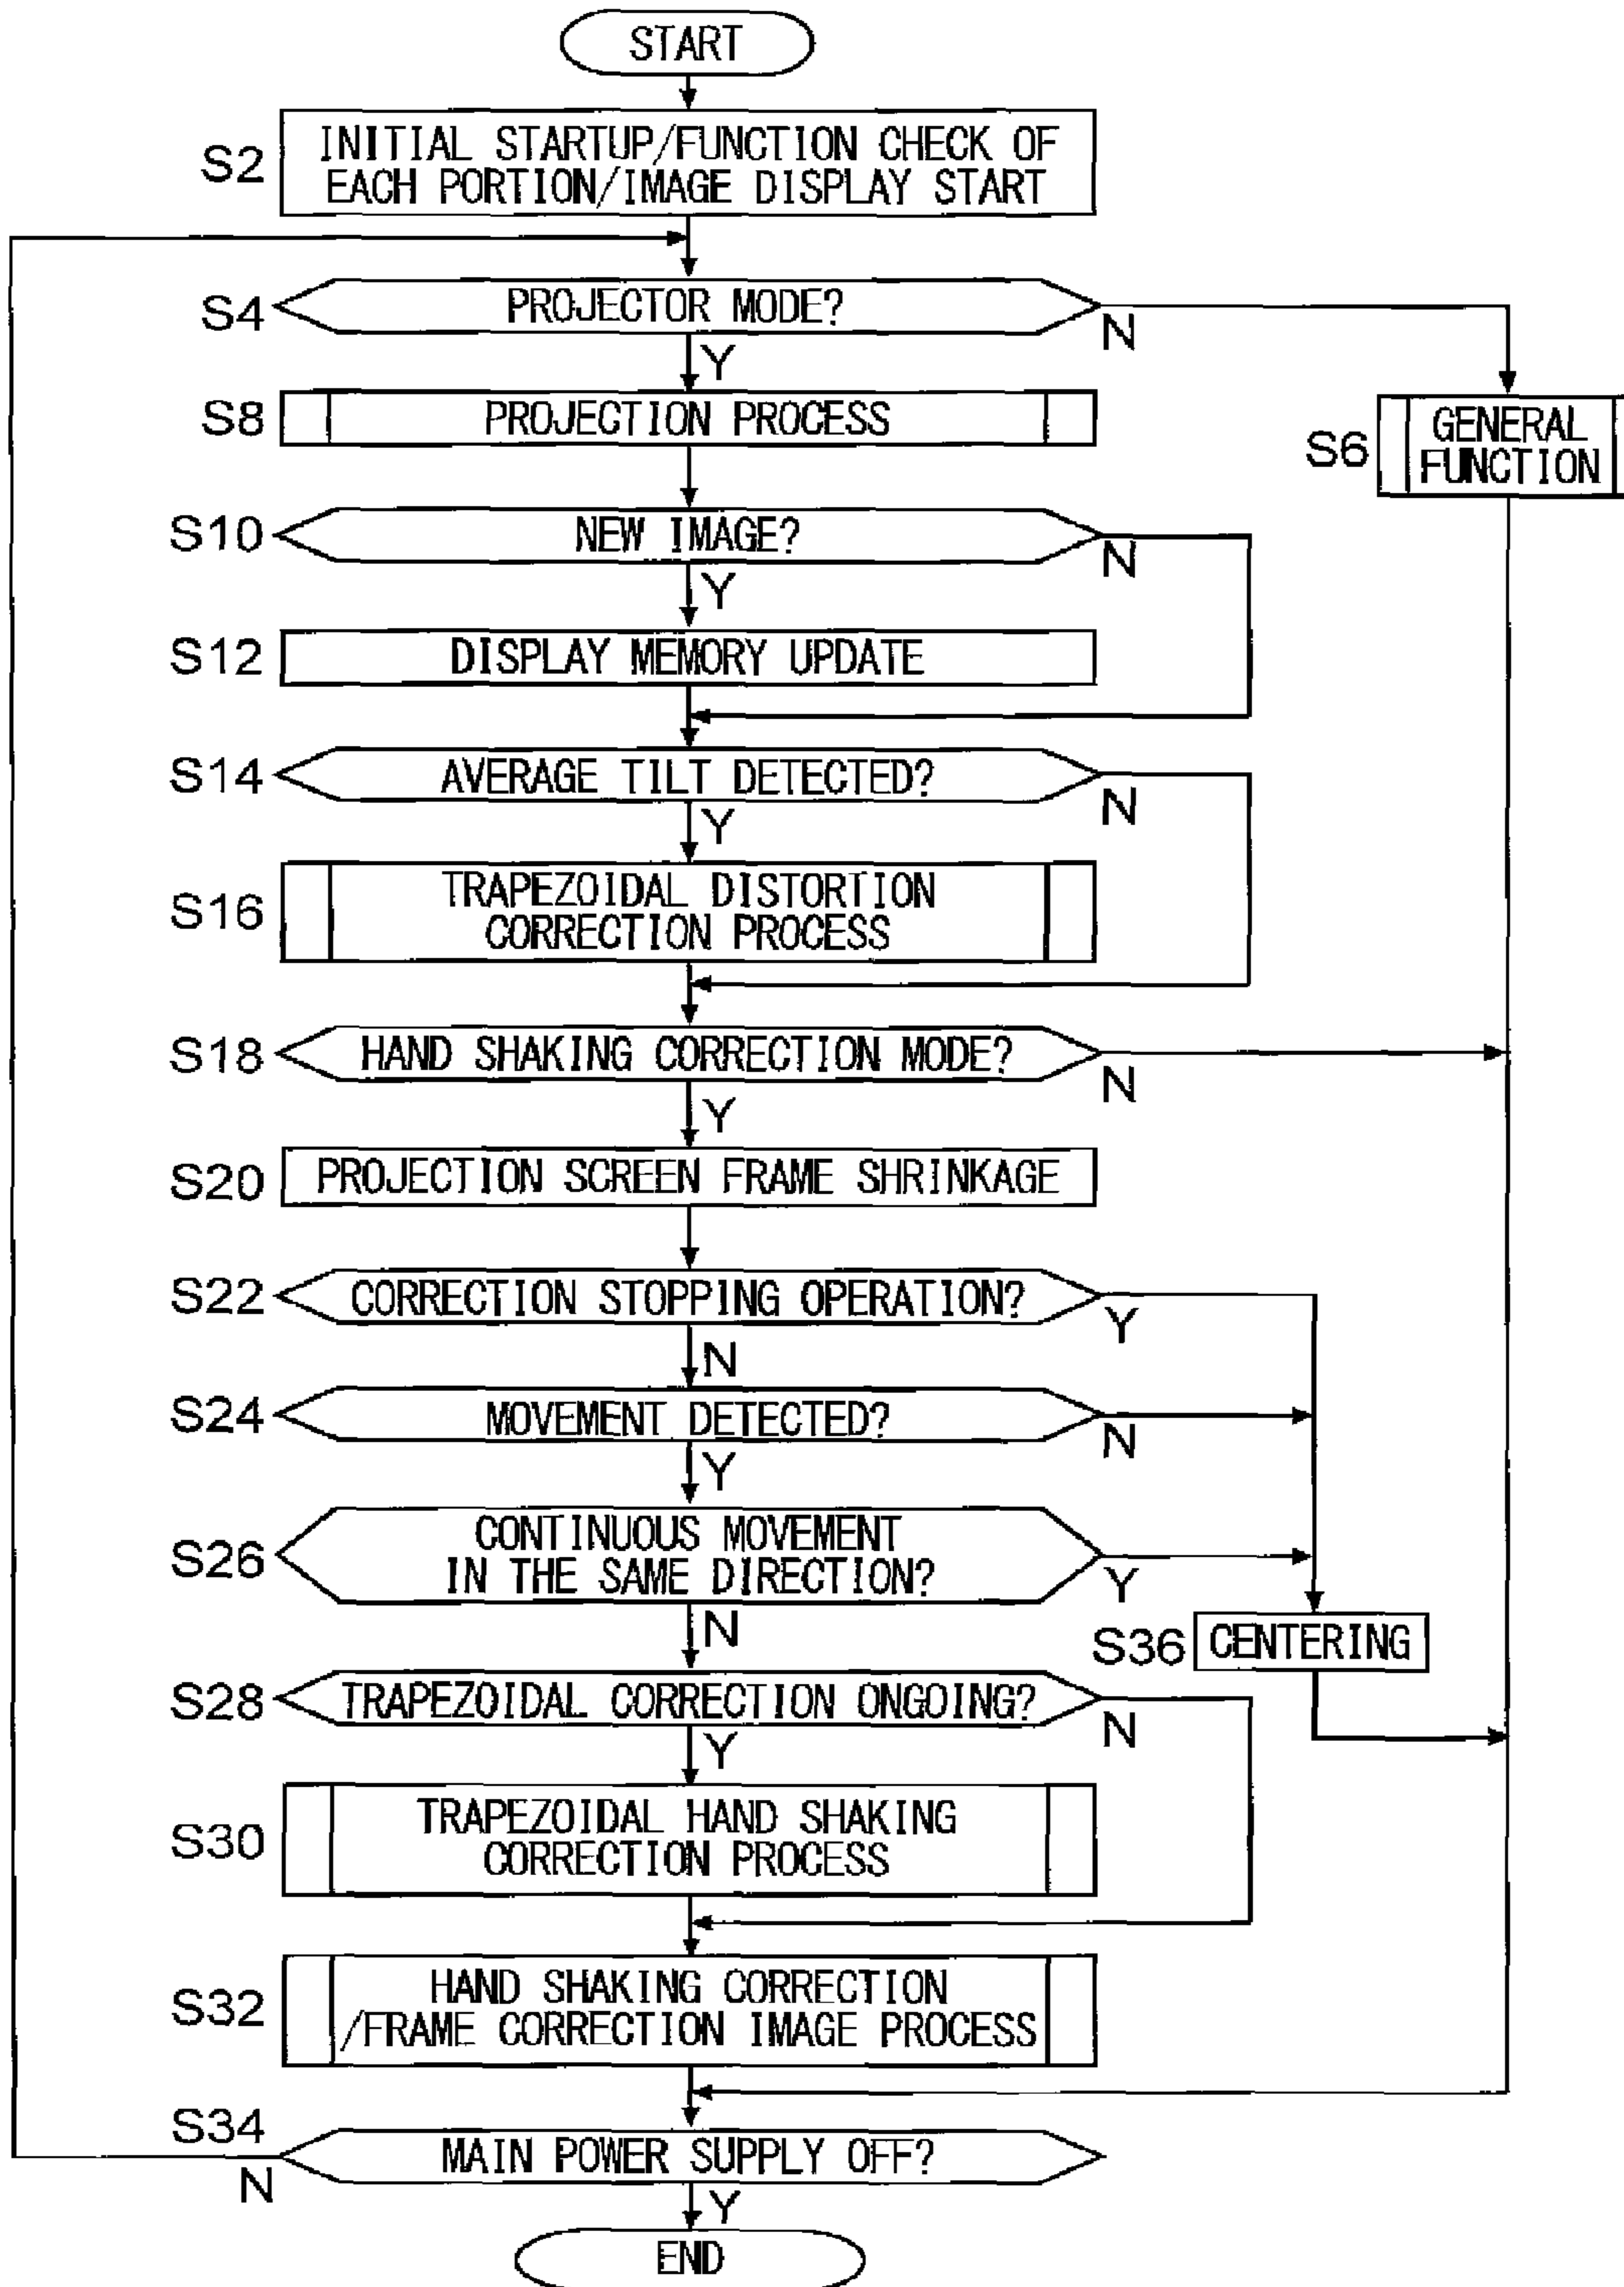 START
S2
INITIAL STARTUP/FUNCTION CHECK OF
EACH PORTION/IMAGE DISPLAY START
S4
PROJECTOR MODE?
N
Y
S8
PROJECTION PROCESS
S6
GENERAL
FUNCTION
S10
NEW IMAGE?
N
Y
S12
DISPLAY MEMORY UPDATE
S14
AVERAGE TILT DETECTED?
N
Y
S16
TRAPEZOIDAL DISTORTION
CORRECTION PROCESS
S18
HAND SHAKING CORRECTION MODE?
N
Y
S20
PROJECTION SCREEN FRAME SHRINKAGE
S22
CORRECTION STOPPING OPERATION?
Y
N
S24
MOVEMENT DETECTED?
N
Y
S26
CONTINUOUS MOVEMENT
IN THE SAME DIRECTION?
Y
N
S36
CENTERING
S28
TRAPEZOIDAL CORRECTION ONGOING?
N
Y
S30
TRAPEZOIDAL HAND SHAKING
CORRECTION PROCESS
S32
HAND SHAKING CORRECTION
/FRAME CORRECTION IMAGE PROCESS
S34
MAIN POWER SUPPLY OFF?
N
Y
END